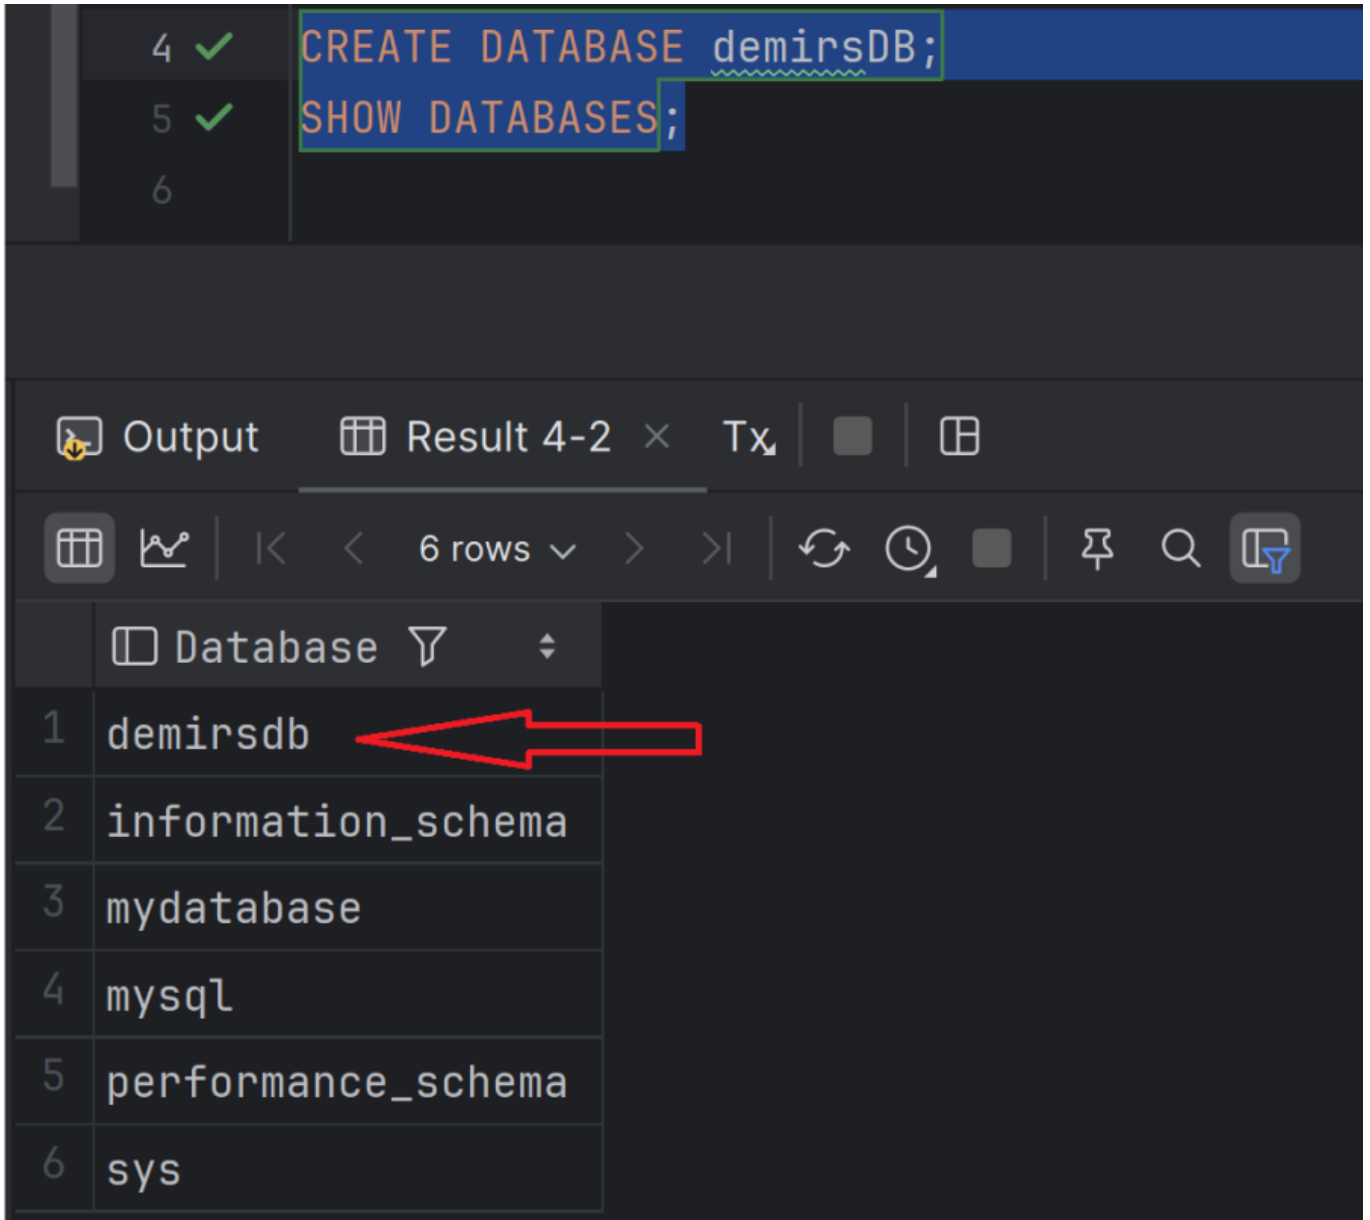 4 CREATE DATABASE demirsDB;
5 SHOW DATABASES;
6
Output Result 4-2 Tx
6 rows
Database
1 demirsdb
2 information_schema
3 mydatabase
4 mysql
5 performance_schema
6 sys